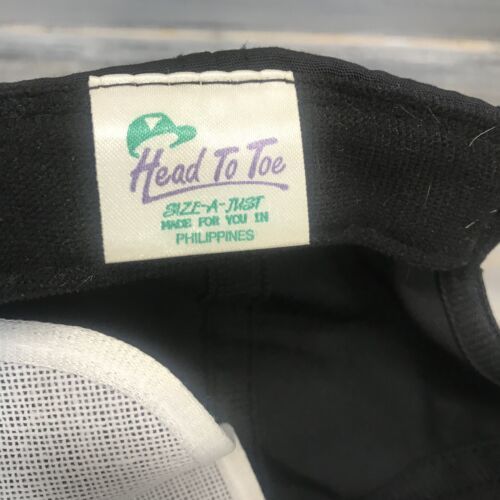 Head To Toe
SIZE-A-JUST
MADE FOR YOU IN
PHILIPPINES